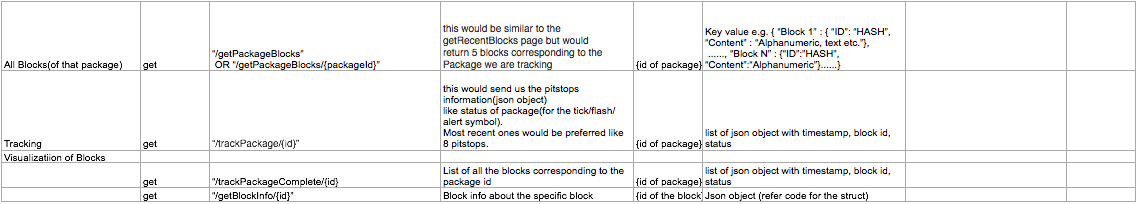 this would be similar to the
getRecentBlocks page but would
return 5 blocks corresponding to the
Package we are tracking
Key value e.g. { "Block 1" : { "ID": "HASH",
"Content" : "Alphanumeric, text etc."},
......, "Block N" : {"ID":"HASH",
"Content":"Alphanumeric"}......}
All Blocks(of that package)
get
"/getPackageBlocks"
OR "/getPackageBlocks/{packageId}"
{id of package}
this would send us the pitstops
information(json object)
like status of package(for the tick/flash/
alert symbol).
Most recent ones would be preferred like
8 pitstops.
Tracking
get
"/trackPackage/{id}"
{id of package}
list of json object with timestamp, block id,
status
Visualizatiion of Blocks
get
"/trackPackageComplete/{id}
List of all the blocks corresponding to the
package id
{id of package}
list of json object with timestamp, block id,
status
get
"/getBlockInfo/{id}"
Block info about the specific block
{id of the block
Json object (refer code for the struct)